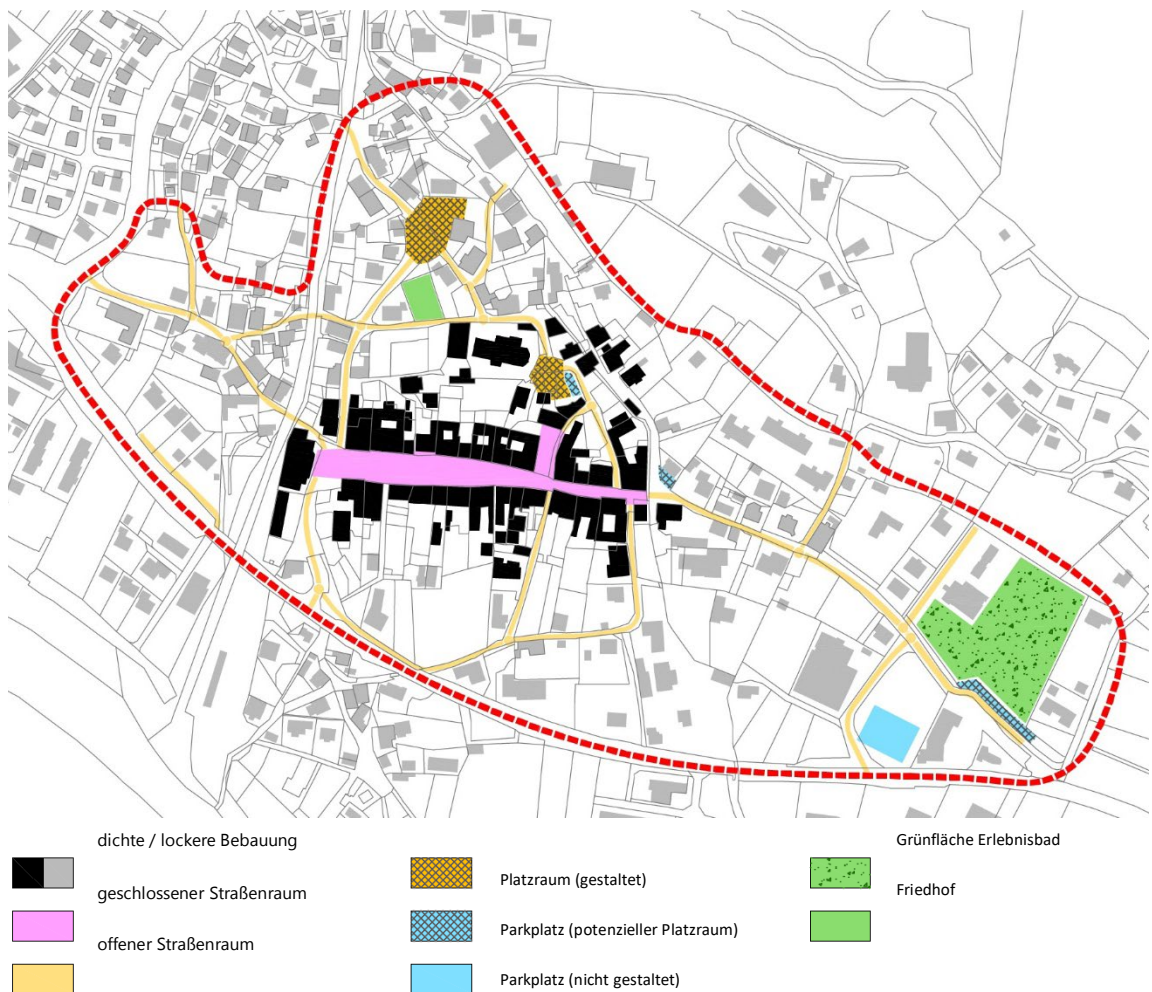 dichte / lockere Bebauung
geschlossener Straßenraum
offener Straßenraum
Platzraum (gestaltet)
Parkplatz (potenzieller Platzraum)
Parkplatz (nicht gestaltet)
Grünfläche Erlebnisbad
Friedhof